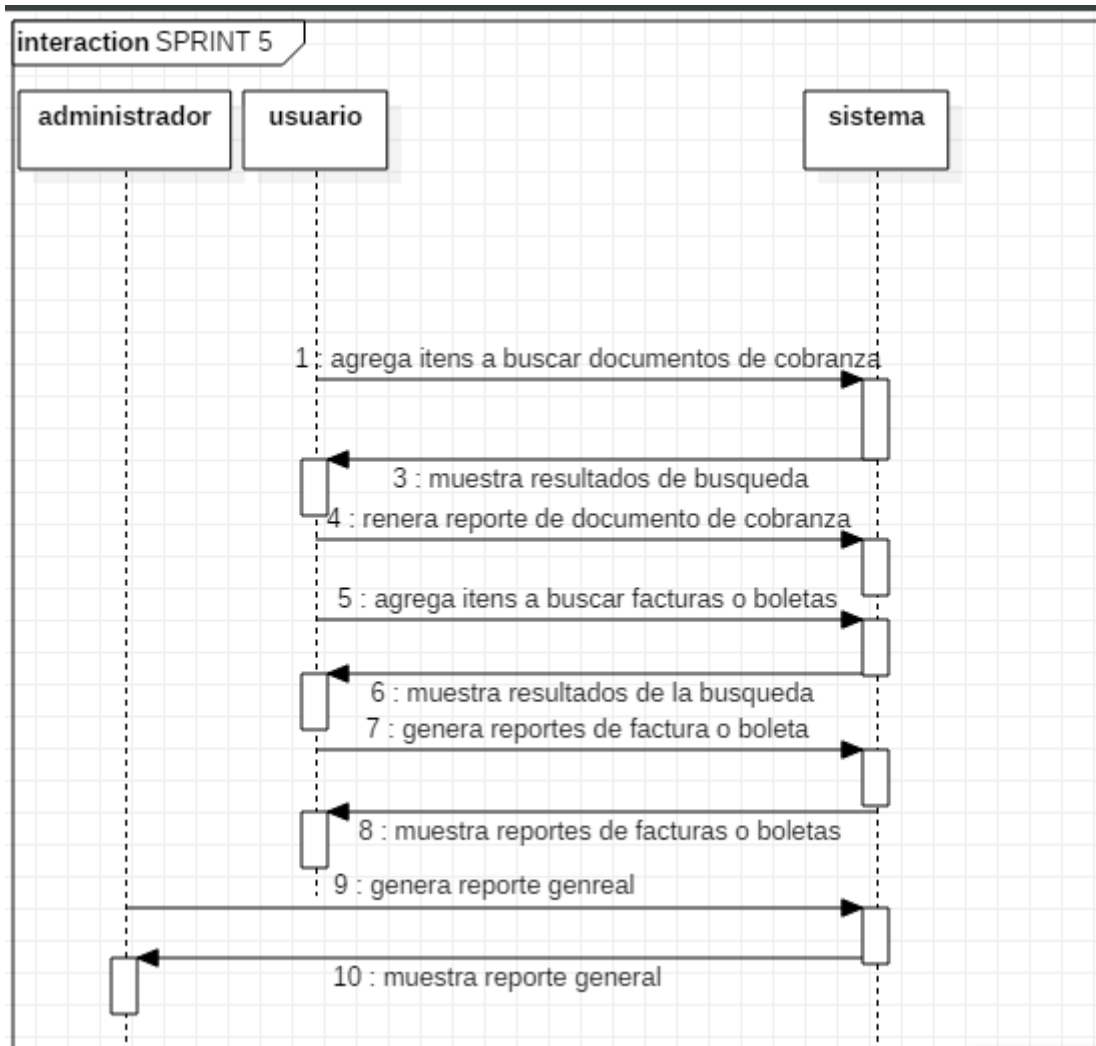 interaction SPRINT 5
administrador
usuario
sistema
1 : agrega itens a buscar documentos de cobranza
3 : muestra resultados de busqueda
4 : renera reporte de documento de cobranza
5 : agrega itens a buscar facturas o boletas
6 : muestra resultados de la busqueda
7 : genera reportes de factura o boleta
8 : muestra reportes de facturas o boletas
9 : genera reporte genreal
10 : muestra reporte general